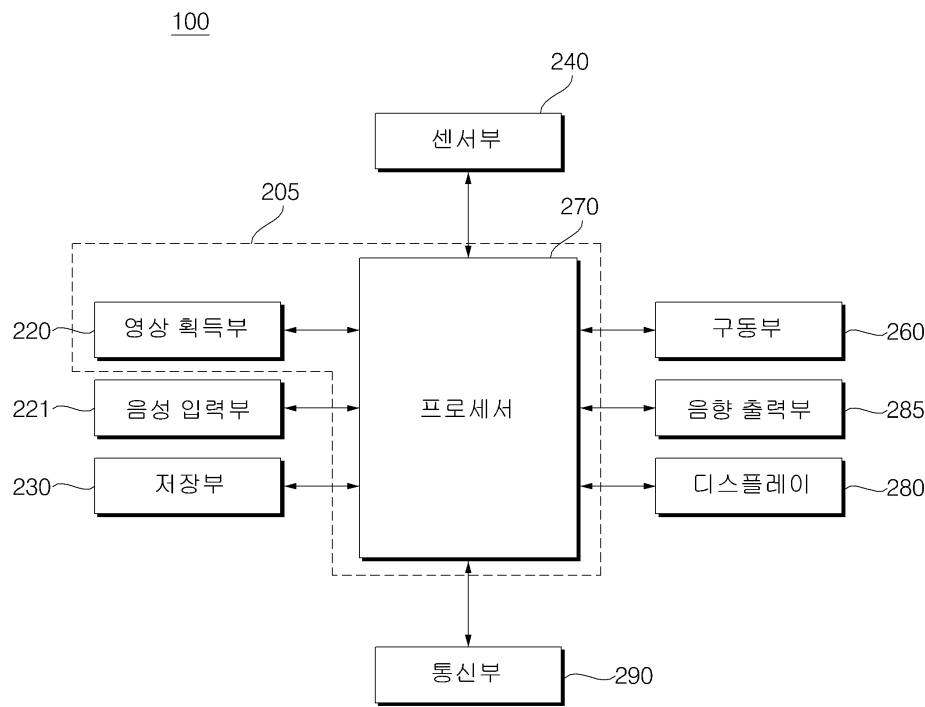 100
240
센서부
205
270
220
영상 획득부
구동부
260
221
음성 입력부
프로세서
음향 출력부
285
230
저장부
디스플레이
280
통신부
290